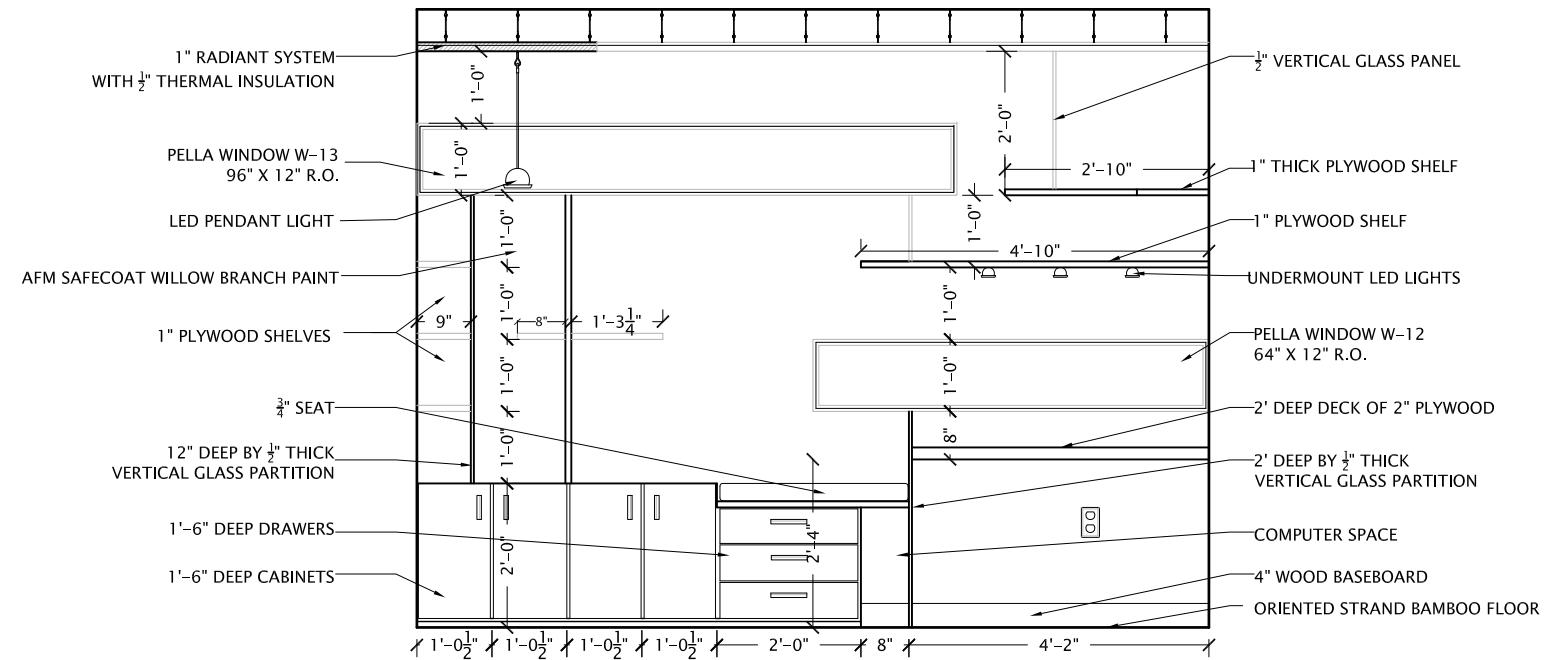 1" RADIANT SYSTEM
WITH ½" THERMAL INSULATION
PELLA WINDOW W-13
96" X 12" R.O.
LED PENDANT LIGHT
AFM SAFECOAT WILLOW BRANCH PAINT
1" PLYWOOD SHELVES
¾" SEAT
12" DEEP BY ½" THICK
VERTICAL GLASS PARTITION
1'-6" DEEP DRAWERS
1'-6" DEEP CABINETS
1'-0"
1'-0"
1'-0"
1'-0"
1'-0"
1'-0"
2'-0"
9"
8"
1'-3¼"
2'-4"
2'-0"
2'-10"
1'-0"
4'-10"
1'-0"
1'-0"
8"
½" VERTICAL GLASS PANEL
1" THICK PLYWOOD SHELF
1" PLYWOOD SHELF
UNDERMOUNT LED LIGHTS
PELLA WINDOW W-12
64" X 12" R.O.
2' DEEP DECK OF 2" PLYWOOD
2' DEEP BY ½" THICK
VERTICAL GLASS PARTITION
COMPUTER SPACE
4" WOOD BASEBOARD
ORIENTED STRAND BAMBOO FLOOR
1'-0½" 1'-0½" 1'-0½" 1'-0½" 2'-0" 8" 4'-2"